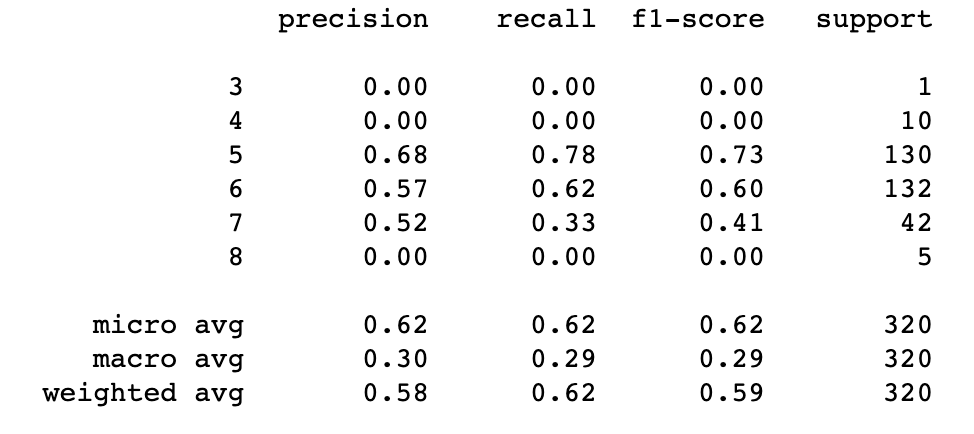 precision recall f1-score support
3 0.00 0.00 0.00 1
4 0.00 0.00 0.00 10
5 0.68 0.78 0.73 130
6 0.57 0.62 0.60 132
7 0.52 0.33 0.41 42
8 0.00 0.00 0.00 5
micro avg 0.62 0.62 0.62 320
macro avg 0.30 0.29 0.29 320
weighted avg 0.58 0.62 0.59 320